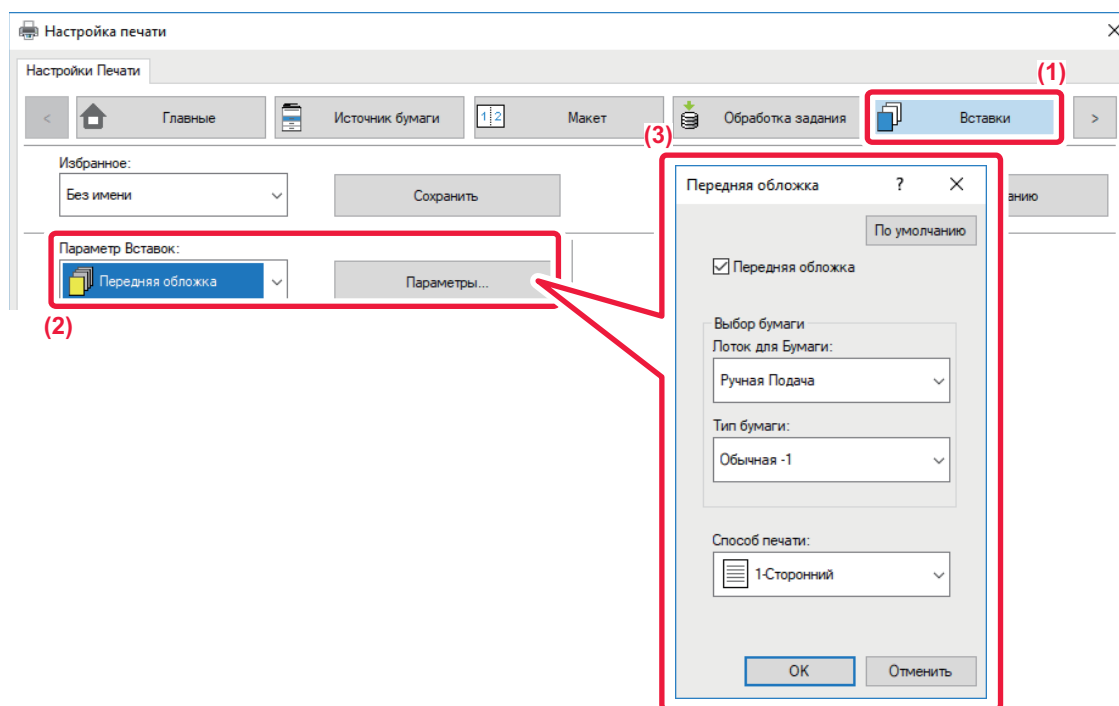 Настройка печати
Настройки Печати
(1)
< Главные Источник бумаги 1 2 Макет Обработка задания Вставки >
(3)
Избранное:
Без имени Сохранить
Параметр Вставок:
Передняя обложка Параметры...
(2)
Передняя обложка ?
По умолчанию
Передняя обложка
Выбор бумаги
Лоток для Бумаги:
Ручная Подача
Тип бумаги:
Обычная -1
Способ печати:
1-Сторонний
OK Отменить